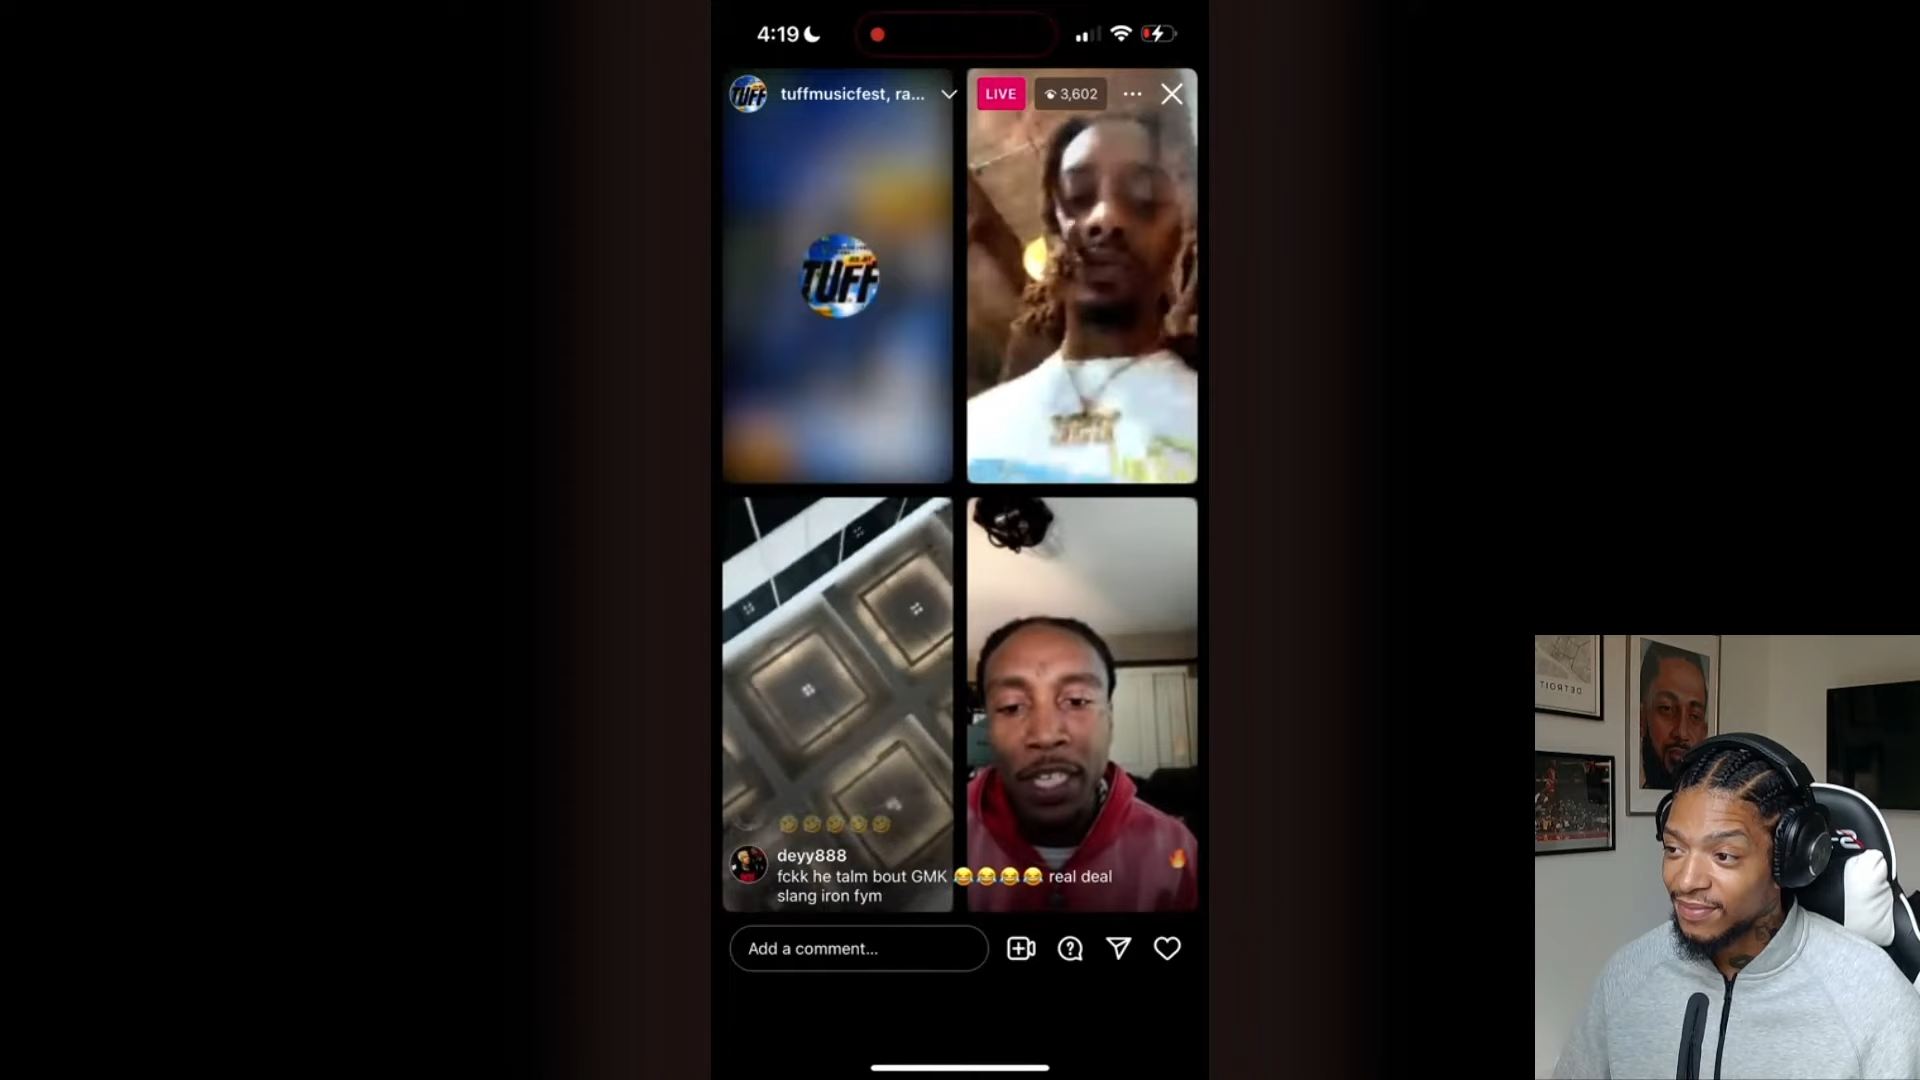 4:19
tuffmusicfest, ra...
LIVE
3,602
TUFF
TUFF
deyy888
fckk he talm bout GMK 😂😂😂😂 real deal
slang iron fym
Add a comment...
DETROIT